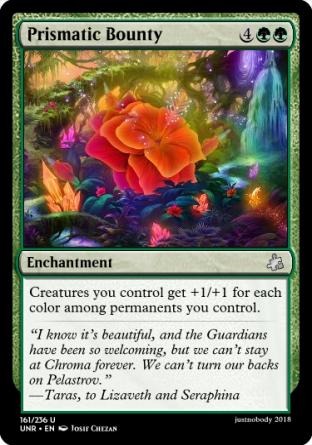 Prismatic Bounty 4
Enchantment
Creatures you control get +1/+1 for each
color among permanents you control.
“I know it’s beautiful, and the Guardians
have been so welcoming, but we can’t stay
at Chroma forever. We can’t turn our backs
on Pelastrov.”
—Taras, to Lizaveth and Seraphina
161/236 U
UNR • EN Josif Chezan
justnobody 2018